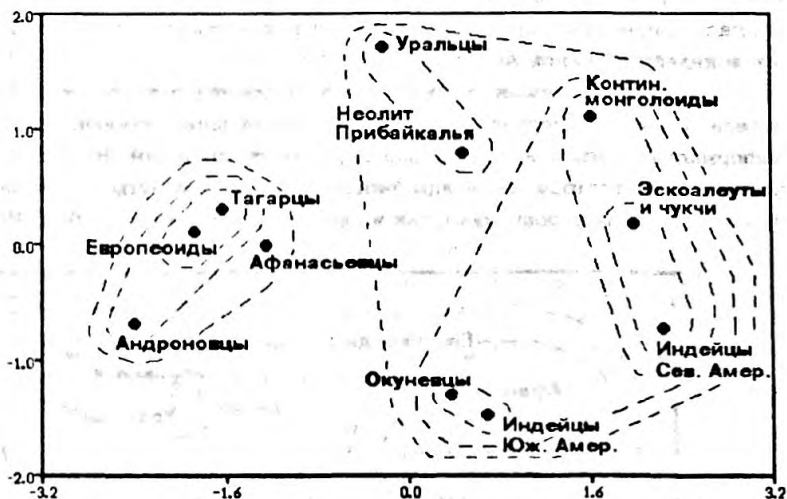 2.0
Уральцы
Контин.
монголоиды
Неолит
Прибайкалья
1.0
Эскоалеуты
и чукчи
Тагарцы
0.0
Европеоиды
Афанасьевцы
Андроновцы
Индейцы
Сев. Амер.
-1.0
Окуневцы
Индейцы
Юж. Амер.
-2.0
-3.2
-1.6
0.0
1.6
3.2